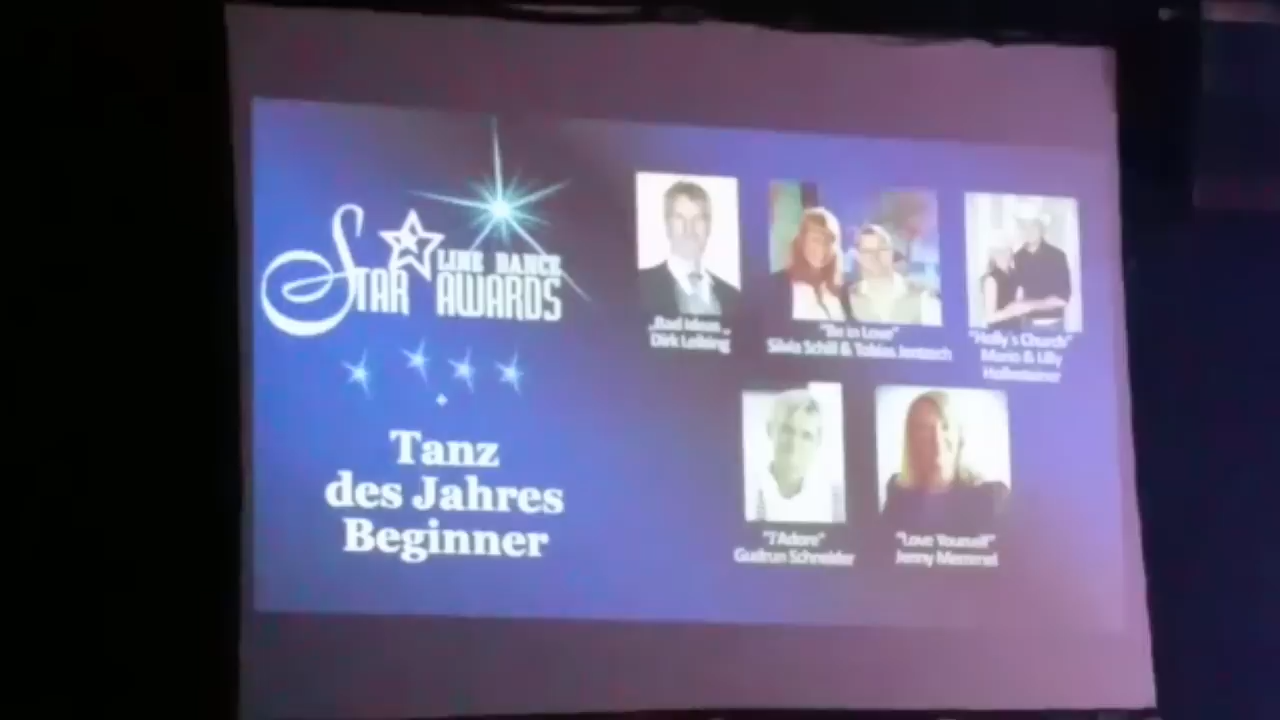 STAR LINE DANCE
AWARDS
Tanz
des Jahres
Beginner
„Bad Ideas„
Dirk Leibing
"Be in Love"
Silvia Schill & Tobias Jentzsch
"Holly's Church"
Mario & Lilly
"J'Adore"
Gudrun Schneider
"Love Yourself"
Jenny Memmel